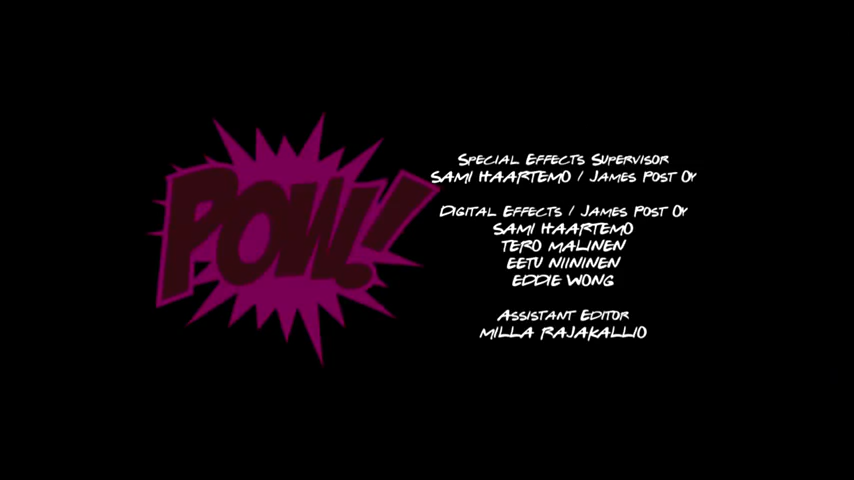 POW!
SPECIAL EFFECTS SUPERVISOR
SAMI HAARTEMO / JAMES POST OY
DIGITAL EFFECTS / JAMES POST OY
SAMI HAARTEMO
TERO MALINEN
EETU NIININEN
EDDIE WONG
ASSISTANT EDITOR
MILLA RAJAKALLIO